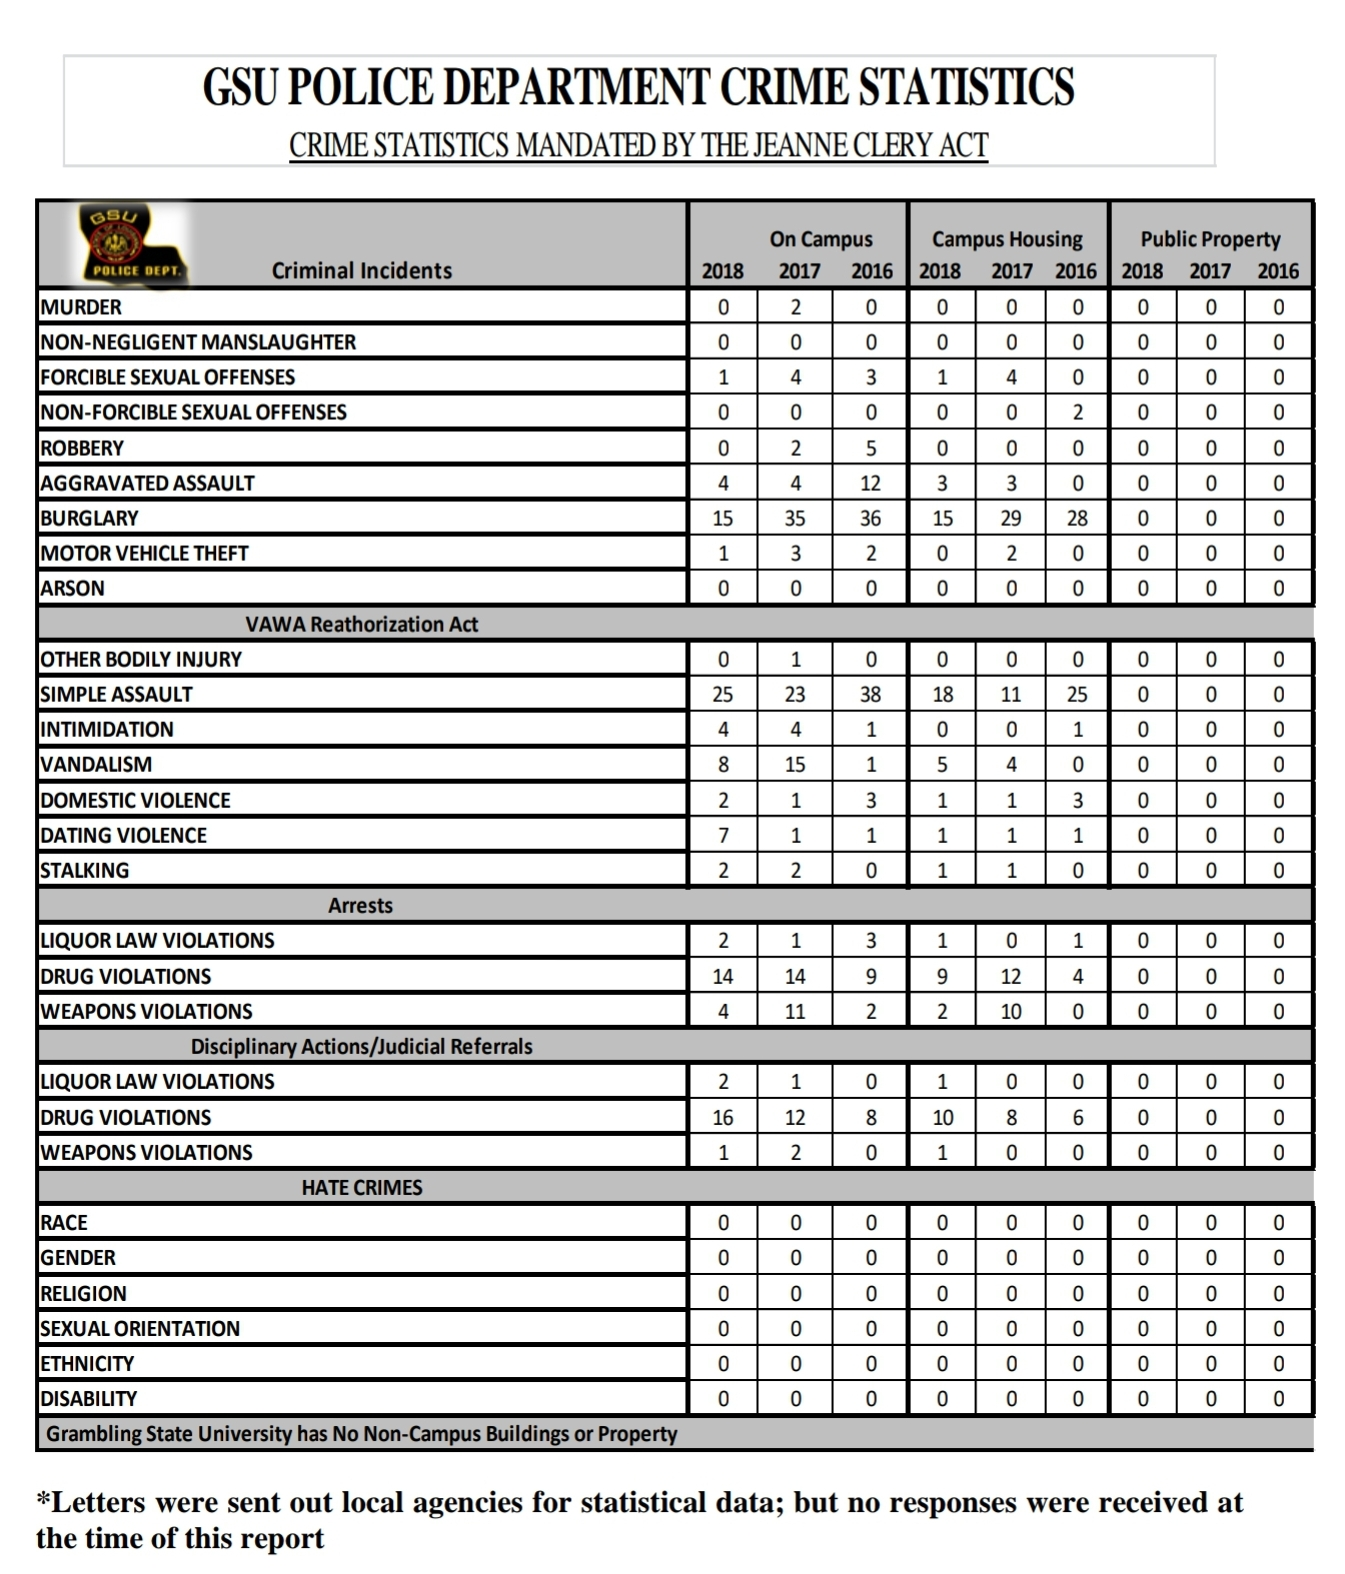 GSU POLICE DEPARTMENT CRIME STATISTICS
CRIME STATISTICS MANDATED BY THE JEANNE CLERY ACT
GSU
POLICE DEPT.
On Campus Campus Housing Public Property
Criminal Incidents 2018 2017 2016 2018 2017 2016 2018 2017 2016
MURDER 0 2 0 0 0 0 0 0 0
NON-NEGLIGENT MANSLAUGHTER 0 0 0 0 0 0 0 0 0
FORCIBLE SEXUAL OFFENSES 1 4 3 1 4 0 0 0 0
NON-FORCIBLE SEXUAL OFFENSES 0 0 0 0 0 2 0 0 0
ROBBERY 0 2 5 0 0 0 0 0 0
AGGRAVATED ASSAULT 4 4 12 3 3 0 0 0 0
BURGLARY 15 35 36 15 29 28 0 0 0
MOTOR VEHICLE THEFT 1 3 2 0 2 0 0 0 0
ARSON 0 0 0 0 0 0 0 0 0
VAWA Reathorization Act
OTHER BODILY INJURY 0 1 0 0 0 0 0 0 0
SIMPLE ASSAULT 25 23 38 18 11 25 0 0 0
INTIMIDATION 4 4 1 0 0 1 0 0 0
VANDALISM 8 15 1 5 4 0 0 0 0
DOMESTIC VIOLENCE 2 1 3 1 1 3 0 0 0
DATING VIOLENCE 7 1 1 1 1 1 0 0 0
STALKING 2 2 0 1 1 0 0 0 0
Arrests
LIQUOR LAW VIOLATIONS 2 1 3 1 0 1 0 0 0
DRUG VIOLATIONS 14 14 9 9 12 4 0 0 0
WEAPONS VIOLATIONS 4 11 2 2 10 0 0 0 0
Disciplinary Actions/Judicial Referrals
LIQUOR LAW VIOLATIONS 2 1 0 1 0 0 0 0 0
DRUG VIOLATIONS 16 12 8 10 8 6 0 0 0
WEAPONS VIOLATIONS 1 2 0 1 0 0 0 0 0
HATE CRIMES
RACE 0 0 0 0 0 0 0 0 0
GENDER 0 0 0 0 0 0 0 0 0
RELIGION 0 0 0 0 0 0 0 0 0
SEXUAL ORIENTATION 0 0 0 0 0 0 0 0 0
ETHNICITY 0 0 0 0 0 0 0 0 0
DISABILITY 0 0 0 0 0 0 0 0 0
Grambling State University has No Non-Campus Buildings or Property
*Letters were sent out local agencies for statistical data; but no responses were received at
the time of this report